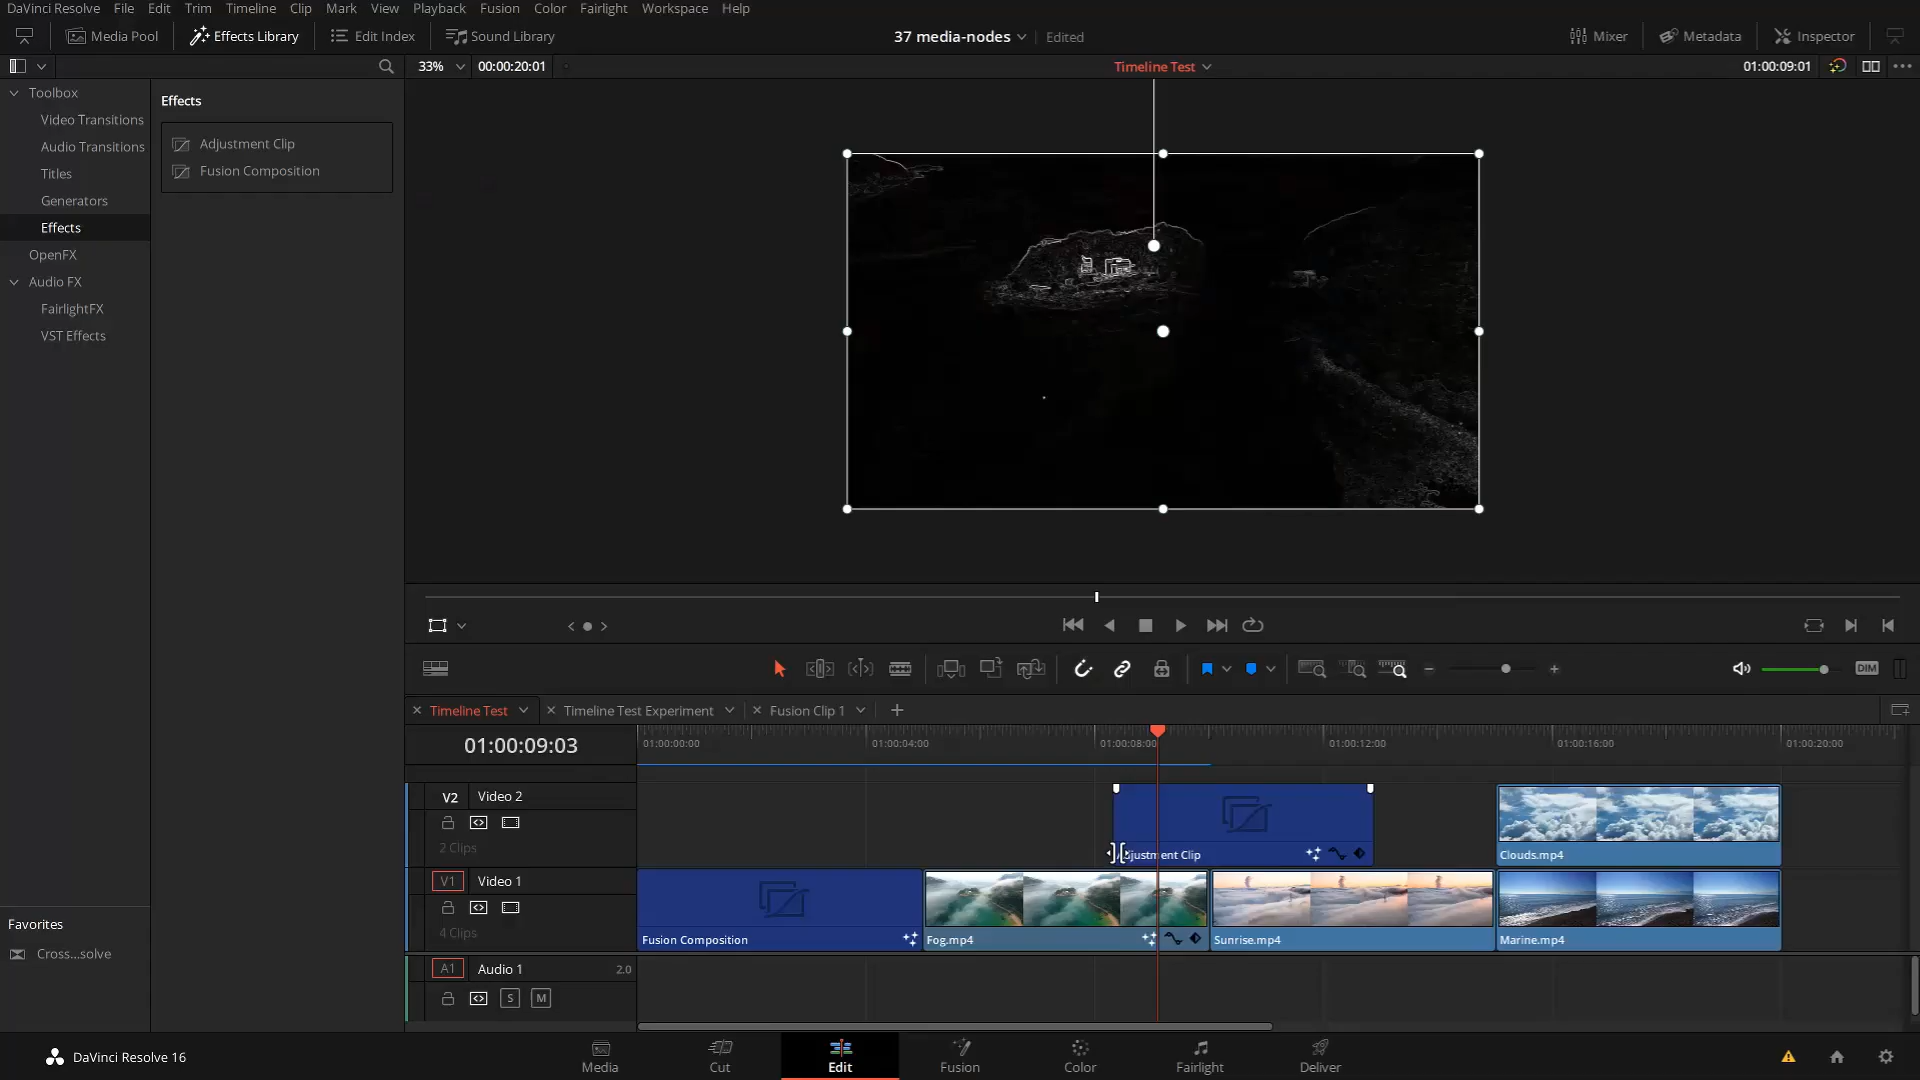 DaVinci Resolve File Edit Trim Timeline Clip Mark View Playback Fusion Color Fairlight Workspace Help
Media Pool Effects Library Edit Index Sound Library 37 media-nodes Edited Mixer Metadata Inspector
33% 00:00:20:01 Timeline Test 01:00:09:01
Toolbox
Video Transitions
Audio Transitions
Titles
Generators
Effects
OpenFX
Audio FX
FairlightFX
VST Effects
Effects
Adjustment Clip
Fusion Composition
DIM
Timeline Test Timeline Test Experiment Fusion Clip 1
01:00:09:03 01:00:00:00 01:00:04:00 01:00:08:00 01:00:12:00 01:00:16:00 01:00:20:00
V2 Video 2
2 Clips
Adjustment Clip Clouds.mp4
V1 Video 1
4 Clips
Fusion Composition Fog.mp4 Sunrise.mp4 Marine.mp4
A1 Audio 1 2.0
S M
Favorites
Cross...solve
DaVinci Resolve 16
Media Cut Edit Fusion Color Fairlight Deliver